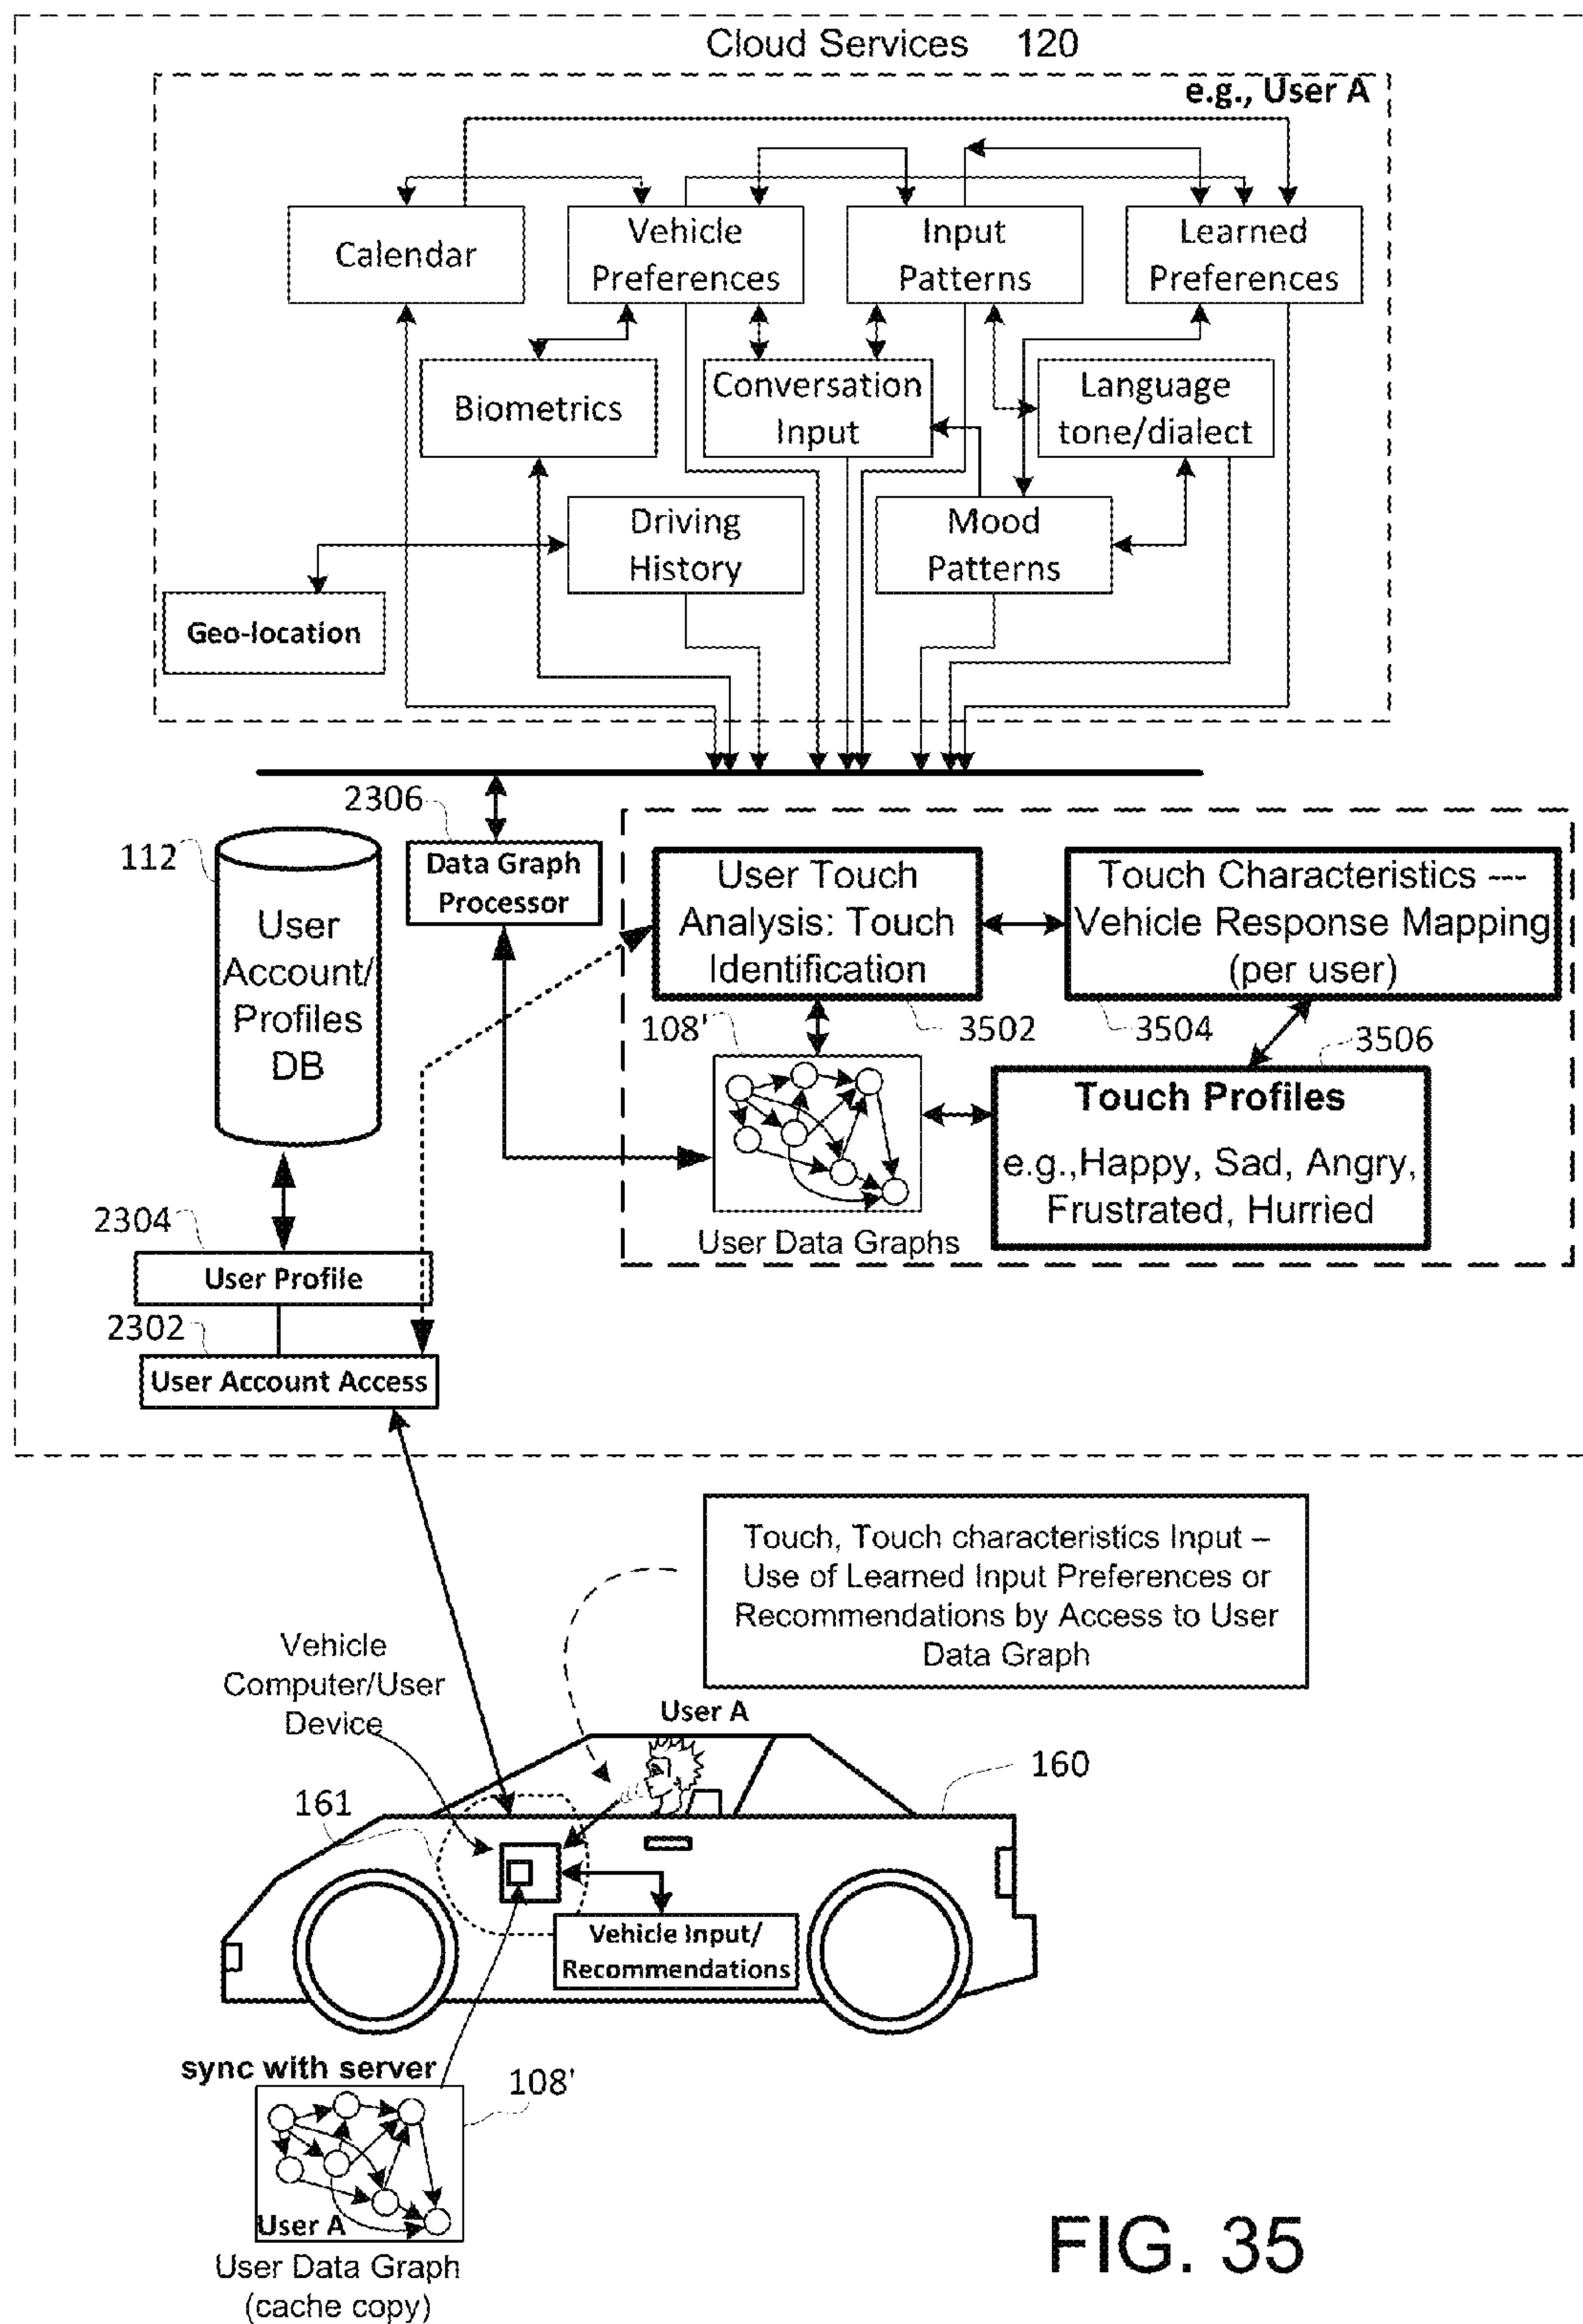 Cloud Services 120
e.g., User A
Calendar
Vehicle
Preferences
Input
Patterns
Learned
Preferences
Biometrics
Conversation
Input
Language
tone/dialect
Driving
History
Mood
Patterns
Geo-location
2306
112
User
Account/
Profiles
DB
Data Graph
Processor
User Touch
Analysis: Touch
Identification
Touch Characteristics ---
Vehicle Response Mapping
(per user)
108'
3502
3504
3506
Touch Profiles
e.g.,Happy, Sad, Angry,
Frustrated, Hurried
User Data Graphs
2304
User Profile
2302
User Account Access
Touch, Touch characteristics Input –
Use of Learned Input Preferences or
Recommendations by Access to User
Data Graph
Vehicle
Computer/User
Device
User A
160
161
Vehicle Input/
Recommendations
sync with server
108'
User A
User Data Graph
(cache copy)
FIG. 35